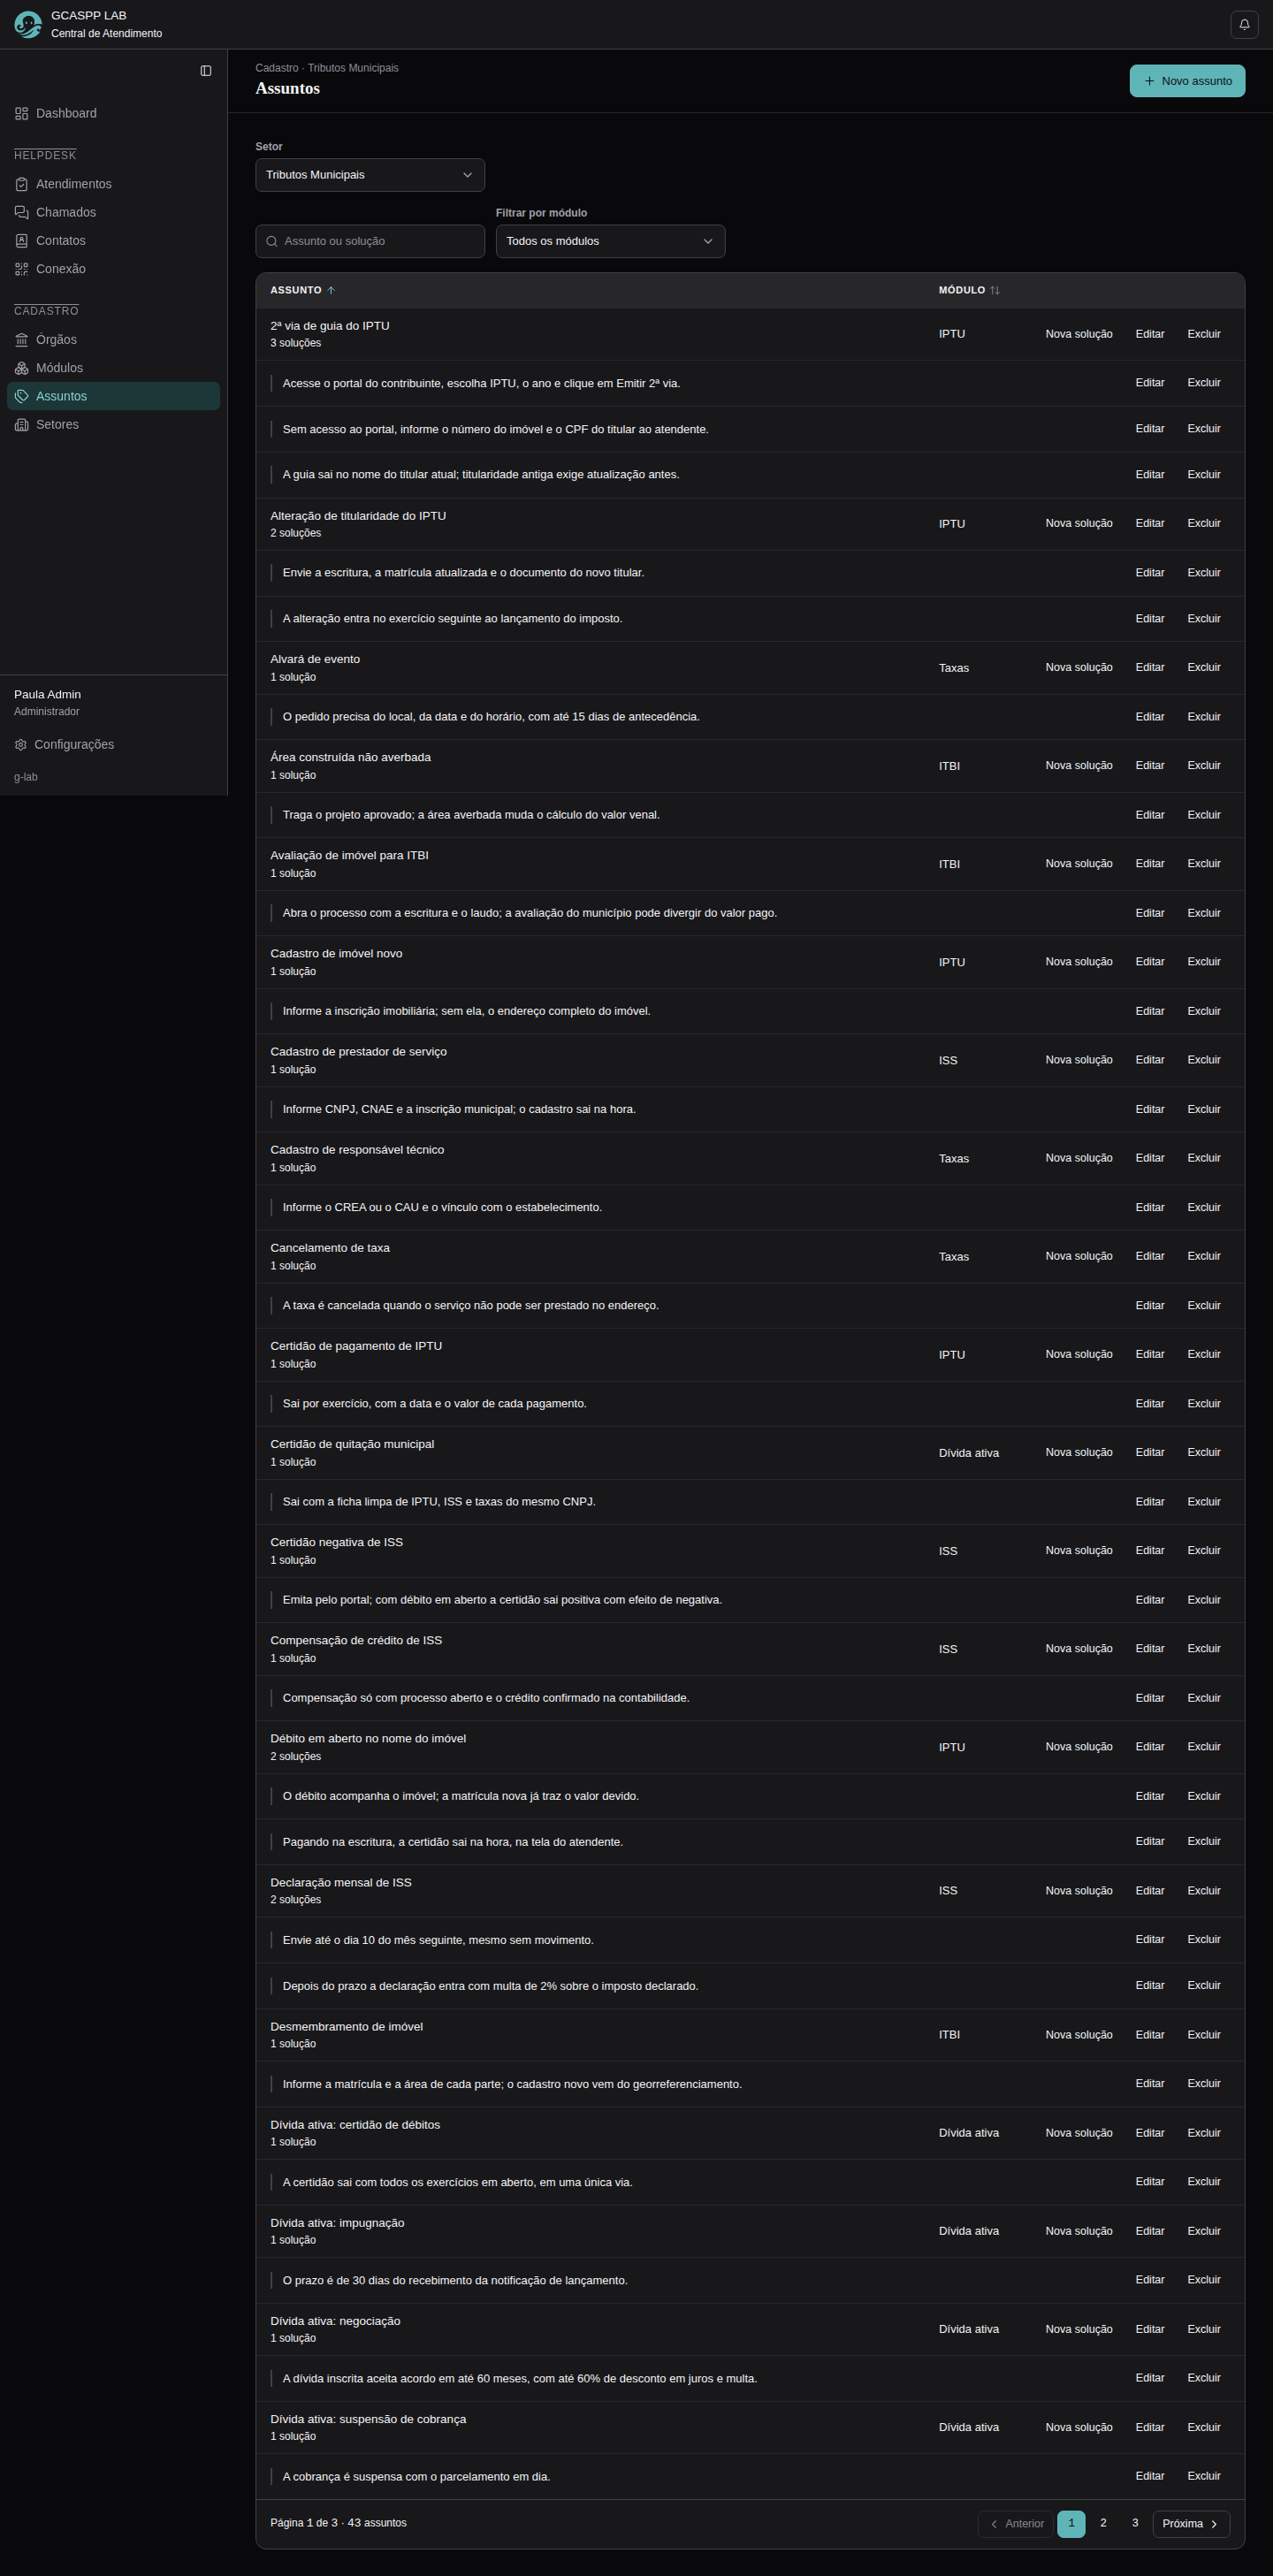 GCASPP LAB
Central de Atendimento
Dashboard
HELPDESK
Atendimentos
Chamados
Contatos
Conexão
CADASTRO
Órgãos
Módulos
Assuntos
Setores
Paula Admin
Administrador
Configurações
g-lab
Cadastro · Tributos Municipais
Assuntos
Novo assunto
Setor
Tributos Municipais
Filtrar por módulo
Assunto ou solução
Todos os módulos
ASSUNTO MÓDULO
2ª via de guia do IPTU
3 soluções
IPTU Nova solução Editar Excluir
Acesse o portal do contribuinte, escolha IPTU, o ano e clique em Emitir 2ª via. Editar Excluir
Sem acesso ao portal, informe o número do imóvel e o CPF do titular ao atendente. Editar Excluir
A guia sai no nome do titular atual; titularidade antiga exige atualização antes. Editar Excluir
Alteração de titularidade do IPTU
2 soluções
IPTU Nova solução Editar Excluir
Envie a escritura, a matrícula atualizada e o documento do novo titular. Editar Excluir
A alteração entra no exercício seguinte ao lançamento do imposto. Editar Excluir
Alvará de evento
1 solução
Taxas Nova solução Editar Excluir
O pedido precisa do local, da data e do horário, com até 15 dias de antecedência. Editar Excluir
Área construída não averbada
1 solução
ITBI Nova solução Editar Excluir
Traga o projeto aprovado; a área averbada muda o cálculo do valor venal. Editar Excluir
Avaliação de imóvel para ITBI
1 solução
ITBI Nova solução Editar Excluir
Abra o processo com a escritura e o laudo; a avaliação do município pode divergir do valor pago. Editar Excluir
Cadastro de imóvel novo
1 solução
IPTU Nova solução Editar Excluir
Informe a inscrição imobiliária; sem ela, o endereço completo do imóvel. Editar Excluir
Cadastro de prestador de serviço
1 solução
ISS Nova solução Editar Excluir
Informe CNPJ, CNAE e a inscrição municipal; o cadastro sai na hora. Editar Excluir
Cadastro de responsável técnico
1 solução
Taxas Nova solução Editar Excluir
Informe o CREA ou o CAU e o vínculo com o estabelecimento. Editar Excluir
Cancelamento de taxa
1 solução
Taxas Nova solução Editar Excluir
A taxa é cancelada quando o serviço não pode ser prestado no endereço. Editar Excluir
Certidão de pagamento de IPTU
1 solução
IPTU Nova solução Editar Excluir
Sai por exercício, com a data e o valor de cada pagamento. Editar Excluir
Certidão de quitação municipal
1 solução
Dívida ativa Nova solução Editar Excluir
Sai com a ficha limpa de IPTU, ISS e taxas do mesmo CNPJ. Editar Excluir
Certidão negativa de ISS
1 solução
ISS Nova solução Editar Excluir
Emita pelo portal; com débito em aberto a certidão sai positiva com efeito de negativa. Editar Excluir
Compensação de crédito de ISS
1 solução
ISS Nova solução Editar Excluir
Compensação só com processo aberto e o crédito confirmado na contabilidade. Editar Excluir
Débito em aberto no nome do imóvel
2 soluções
IPTU Nova solução Editar Excluir
O débito acompanha o imóvel; a matrícula nova já traz o valor devido. Editar Excluir
Pagando na escritura, a certidão sai na hora, na tela do atendente. Editar Excluir
Declaração mensal de ISS
2 soluções
ISS Nova solução Editar Excluir
Envie até o dia 10 do mês seguinte, mesmo sem movimento. Editar Excluir
Depois do prazo a declaração entra com multa de 2% sobre o imposto declarado. Editar Excluir
Desmembramento de imóvel
1 solução
ITBI Nova solução Editar Excluir
Informe a matrícula e a área de cada parte; o cadastro novo vem do georreferenciamento. Editar Excluir
Dívida ativa: certidão de débitos
1 solução
Dívida ativa Nova solução Editar Excluir
A certidão sai com todos os exercícios em aberto, em uma única via. Editar Excluir
Dívida ativa: impugnação
1 solução
Dívida ativa Nova solução Editar Excluir
O prazo é de 30 dias do recebimento da notificação de lançamento. Editar Excluir
Dívida ativa: negociação
1 solução
Dívida ativa Nova solução Editar Excluir
A dívida inscrita aceita acordo em até 60 meses, com até 60% de desconto em juros e multa. Editar Excluir
Dívida ativa: suspensão de cobrança
1 solução
Dívida ativa Nova solução Editar Excluir
A cobrança é suspensa com o parcelamento em dia. Editar Excluir
Página 1 de 3 · 43 assuntos Anterior 1 2 3 Próxima